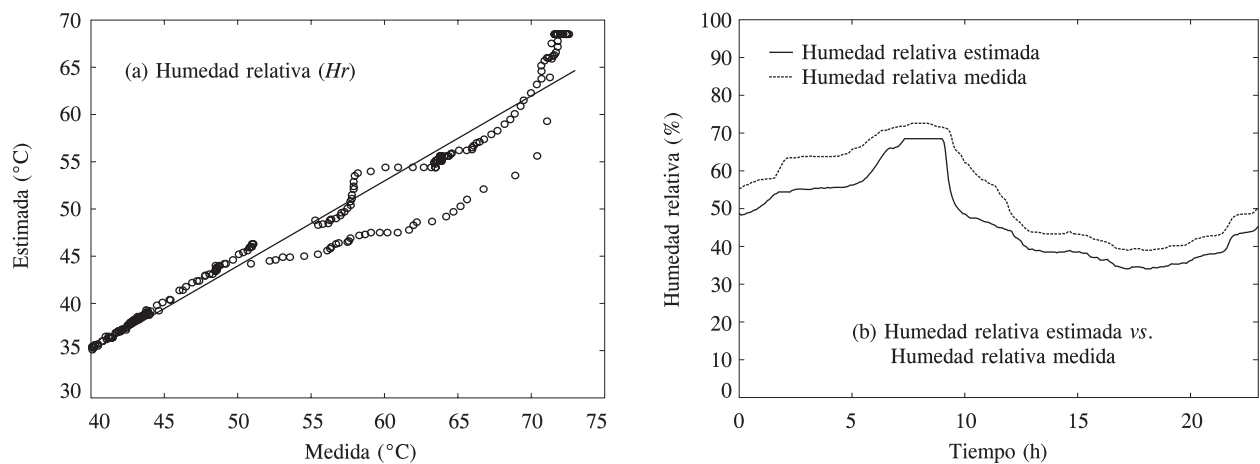 70
65
60
55
50
45
40
35
30
(a) Humedad relativa (Hr)
Estimada (°C)
40 45 50 55 60 65 70 75
Medida (°C)
100
90
80
70
60
50
40
30
20
10
0
Humedad relativa estimada
Humedad relativa medida
Humedad relativa (%)
(b) Humedad relativa estimada vs.
Humedad relativa medida
0 5 10 15 20
Tiempo (h)